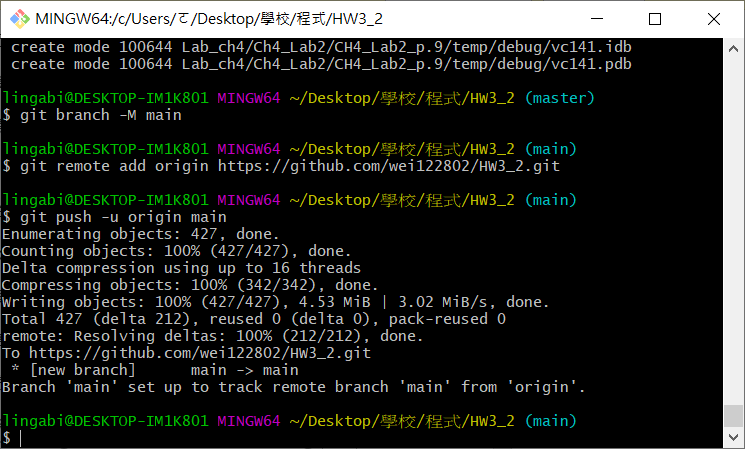 MINGW64:/c/Users/ㄛ/Desktop/學校/程式/HW3_2
create mode 100644 Lab_ch4/Ch4_Lab2/CH4_Lab2_p.9/temp/debug/vc141.idb
create mode 100644 Lab_ch4/Ch4_Lab2/CH4_Lab2_p.9/temp/debug/vc141.pdb
lingabi@DESKTOP-IM1K8O1 MINGW64 ~/Desktop/學校/程式/HW3_2 (master)
$ git branch -M main
lingabi@DESKTOP-IM1K8O1 MINGW64 ~/Desktop/學校/程式/HW3_2 (main)
$ git remote add origin https://github.com/wei122802/HW3_2.git
lingabi@DESKTOP-IM1K8O1 MINGW64 ~/Desktop/學校/程式/HW3_2 (main)
$ git push -u origin main
Enumerating objects: 427, done.
Counting objects: 100% (427/427), done.
Delta compression using up to 16 threads
Compressing objects: 100% (342/342), done.
Writing objects: 100% (427/427), 4.53 MiB | 3.02 MiB/s, done.
Total 427 (delta 212), reused 0 (delta 0), pack-reused 0
remote: Resolving deltas: 100% (212/212), done.
To https://github.com/wei122802/HW3_2.git
* [new branch]      main -> main
Branch 'main' set up to track remote branch 'main' from 'origin'.
lingabi@DESKTOP-IM1K8O1 MINGW64 ~/Desktop/學校/程式/HW3_2 (main)
$